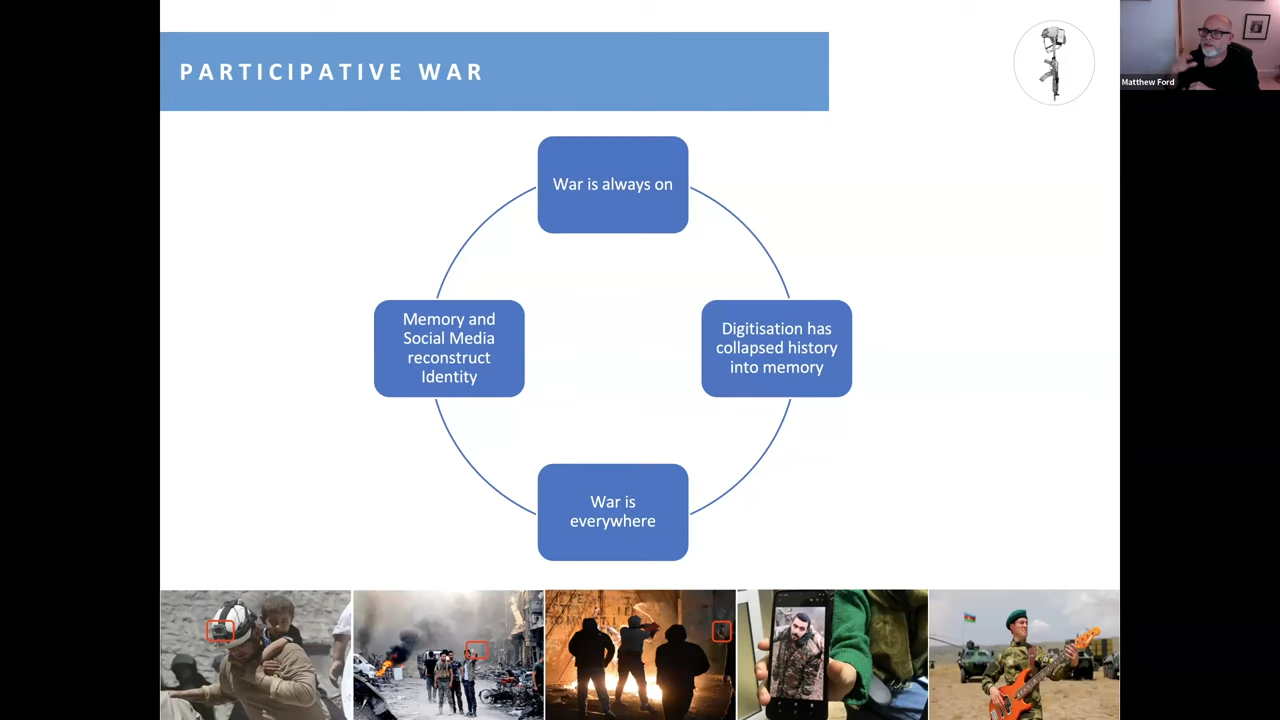 PARTICIPATIVE WAR
Matthew Ford
War is always on
Memory and
Social Media
reconstruct
Identity
Digitisation has
collapsed history
into memory
War is
everywhere